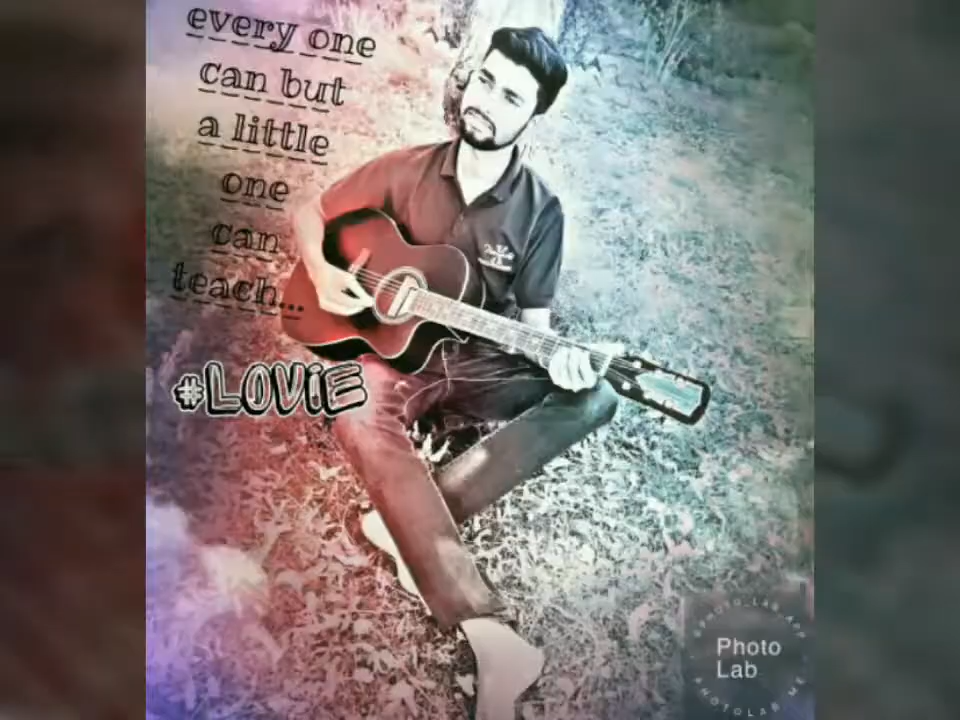 every one
can but
a little
one
can
teach...
#LOViE
Photo
Lab